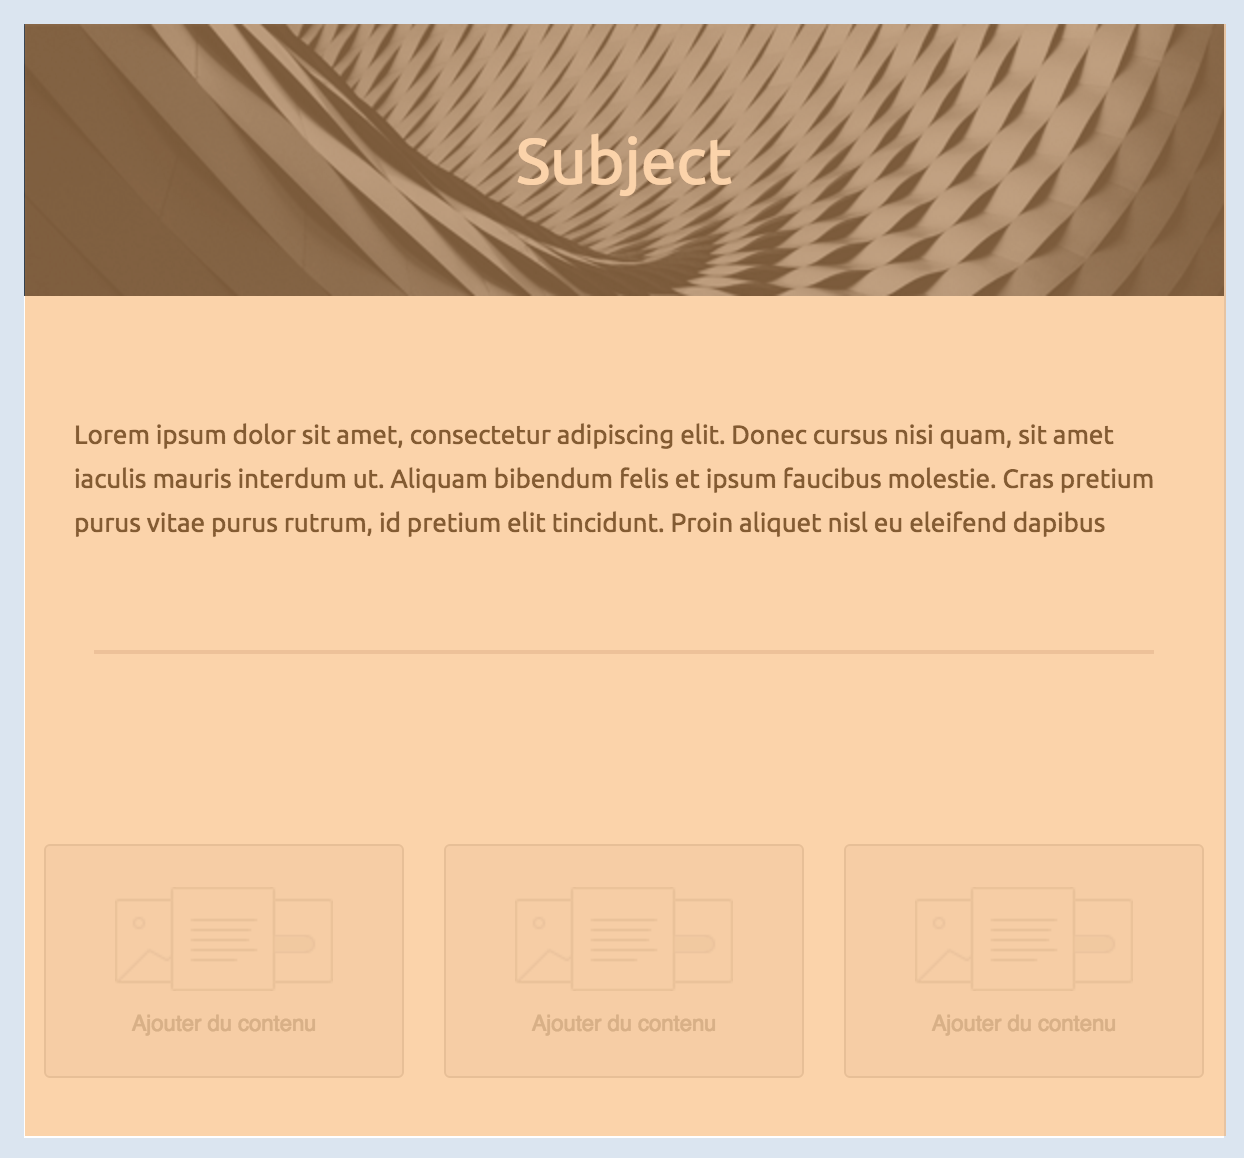 Subject
Lorem ipsum dolor sit amet, consectetur adipiscing elit. Donec cursus nisi quam, sit amet
iaculis mauris interdum ut. Aliquam bibendum felis et ipsum faucibus molestie. Cras pretium
purus vitae purus rutrum, id pretium elit tincidunt. Proin aliquet nisl eu eleifend dapibus
Ajouter du contenu
Ajouter du contenu
Ajouter du contenu